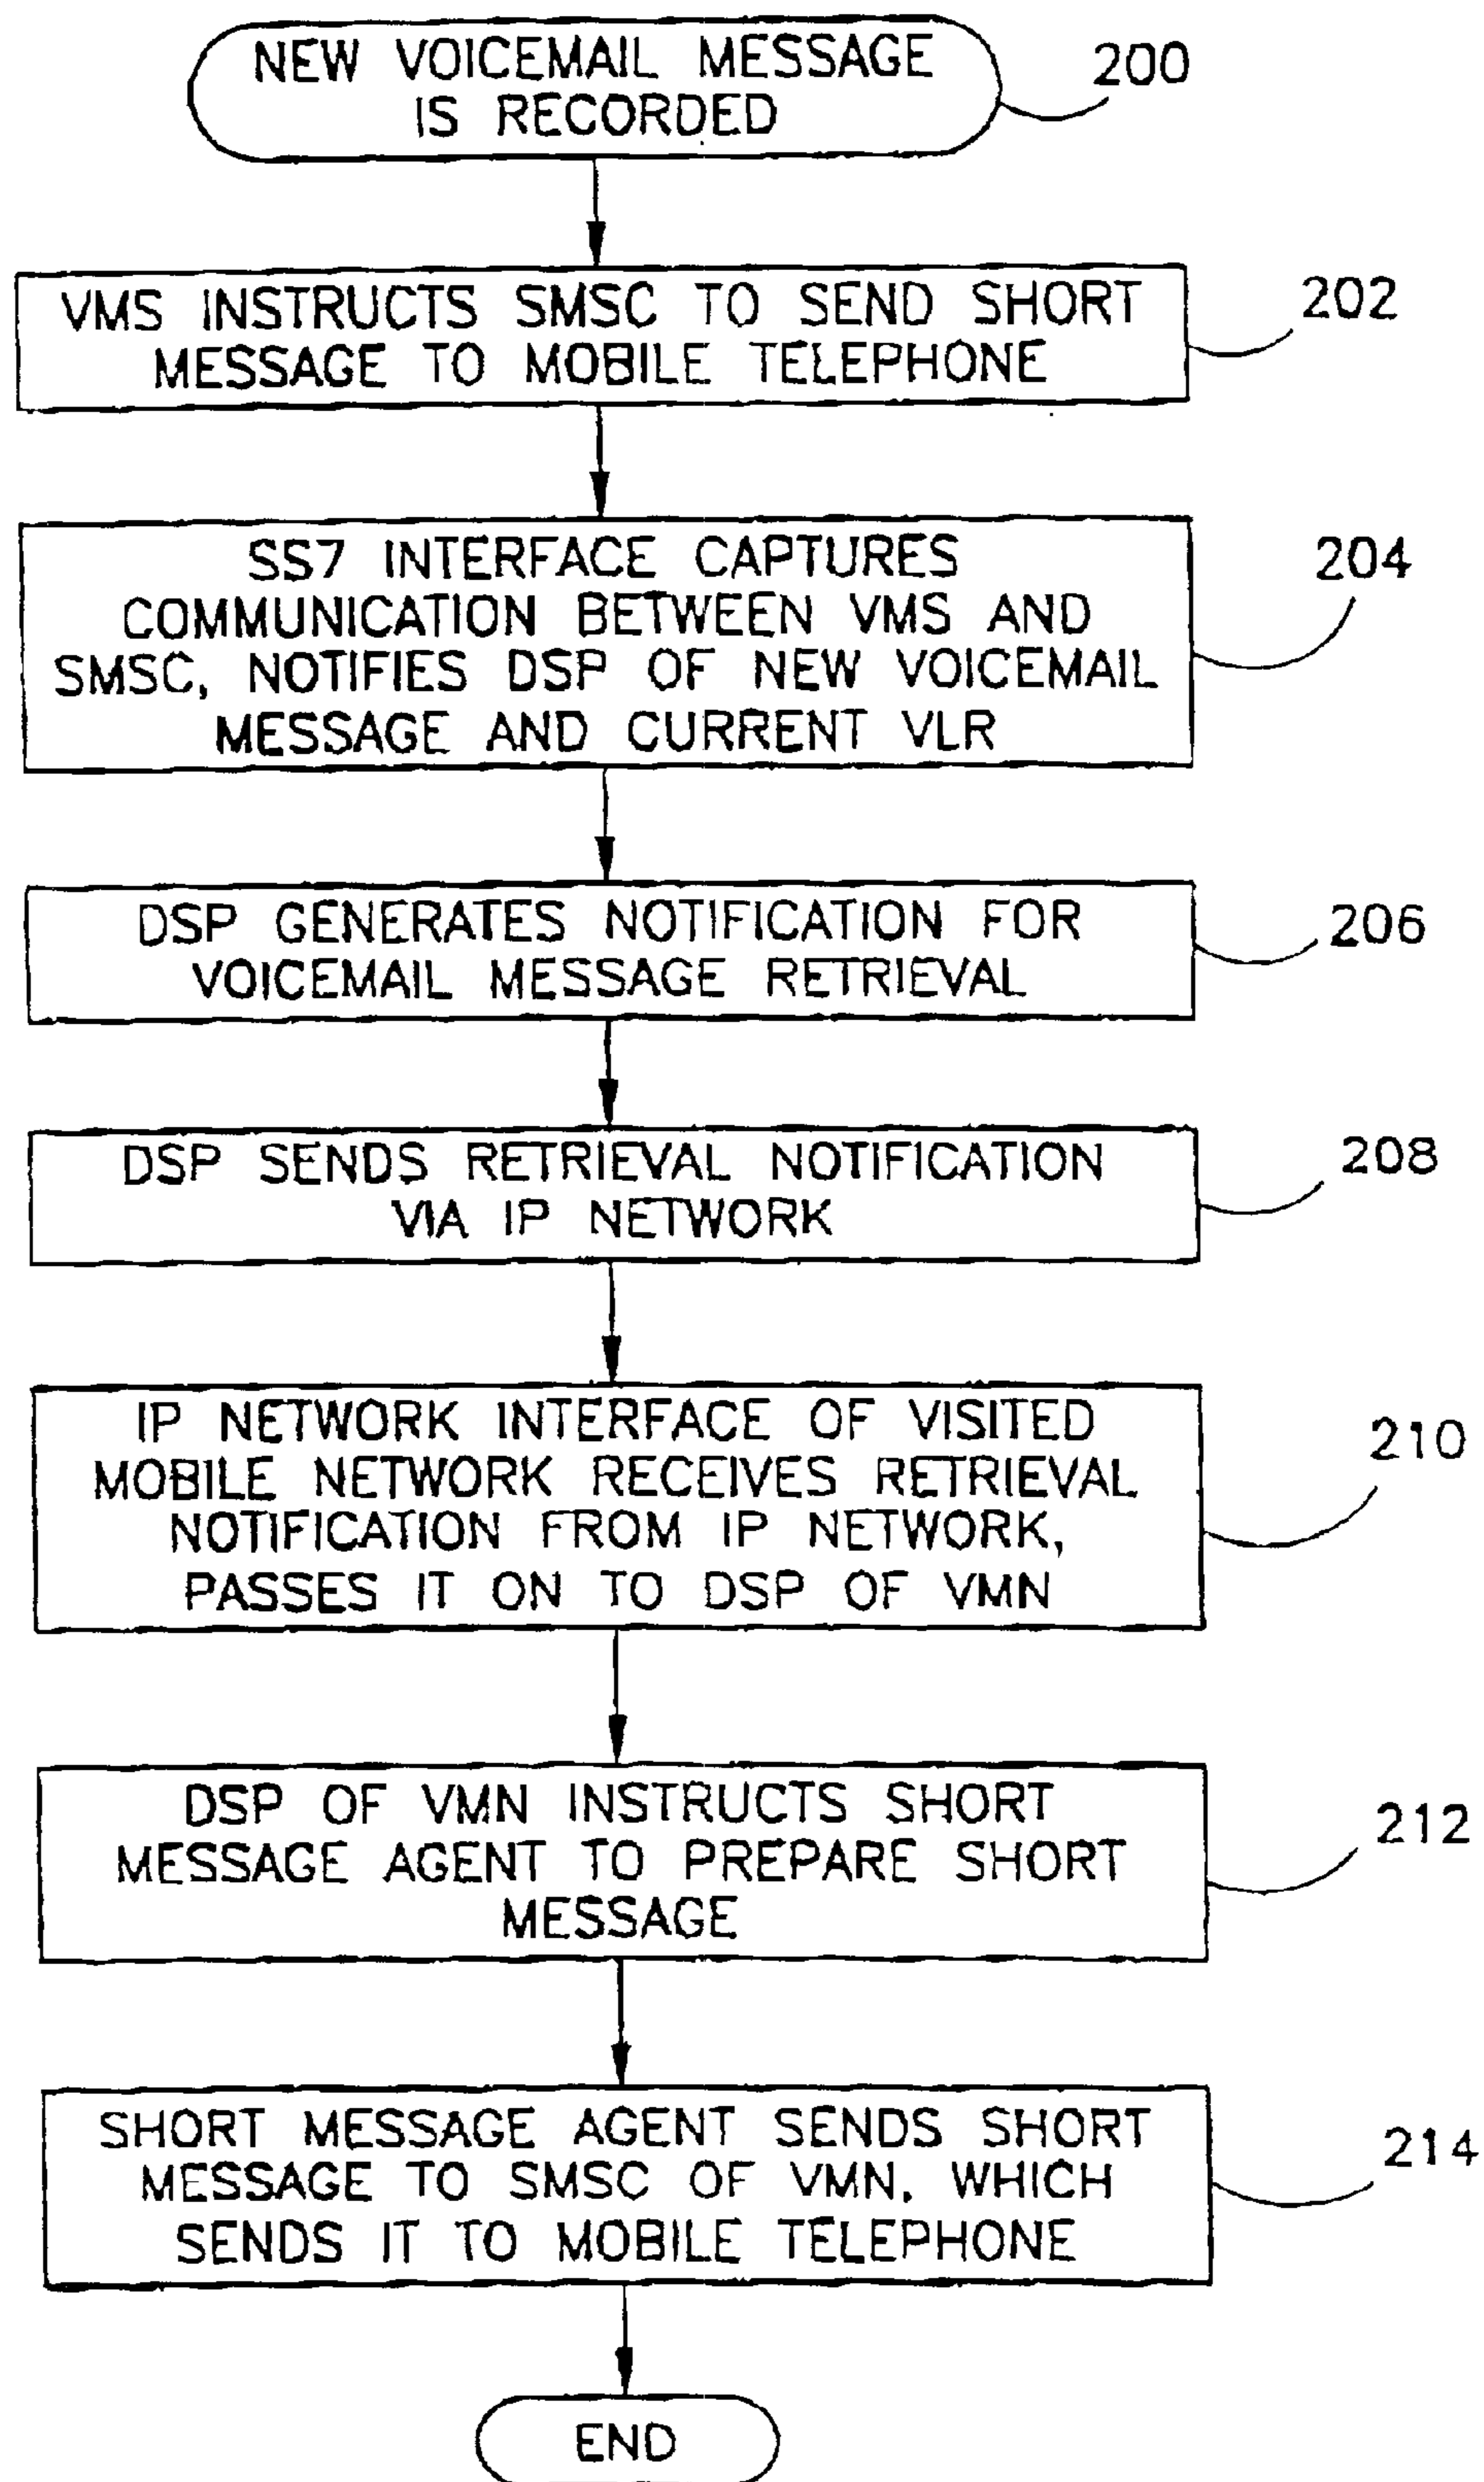 NEW VOICEMAIL MESSAGE
IS RECORDED
200
VMS INSTRUCTS SMSC TO SEND SHORT
MESSAGE TO MOBILE TELEPHONE
202
SS7 INTERFACE CAPTURES
COMMUNICATION BETWEEN VMS AND
SMSC, NOTIFIES DSP OF NEW VOICEMAIL
MESSAGE AND CURRENT VLR
204
DSP GENERATES NOTIFICATION FOR
VOICEMAIL MESSAGE RETRIEVAL
206
DSP SENDS RETRIEVAL NOTIFICATION
VIA IP NETWORK
208
IP NETWORK INTERFACE OF VISITED
MOBILE NETWORK RECEIVES RETRIEVAL
NOTIFICATION FROM IP NETWORK,
PASSES IT ON TO DSP OF VMN
210
DSP OF VMN INSTRUCTS SHORT
MESSAGE AGENT TO PREPARE SHORT
MESSAGE
212
SHORT MESSAGE AGENT SENDS SHORT
MESSAGE TO SMSC OF VMN. WHICH
SENDS IT TO MOBILE TELEPHONE
214
END